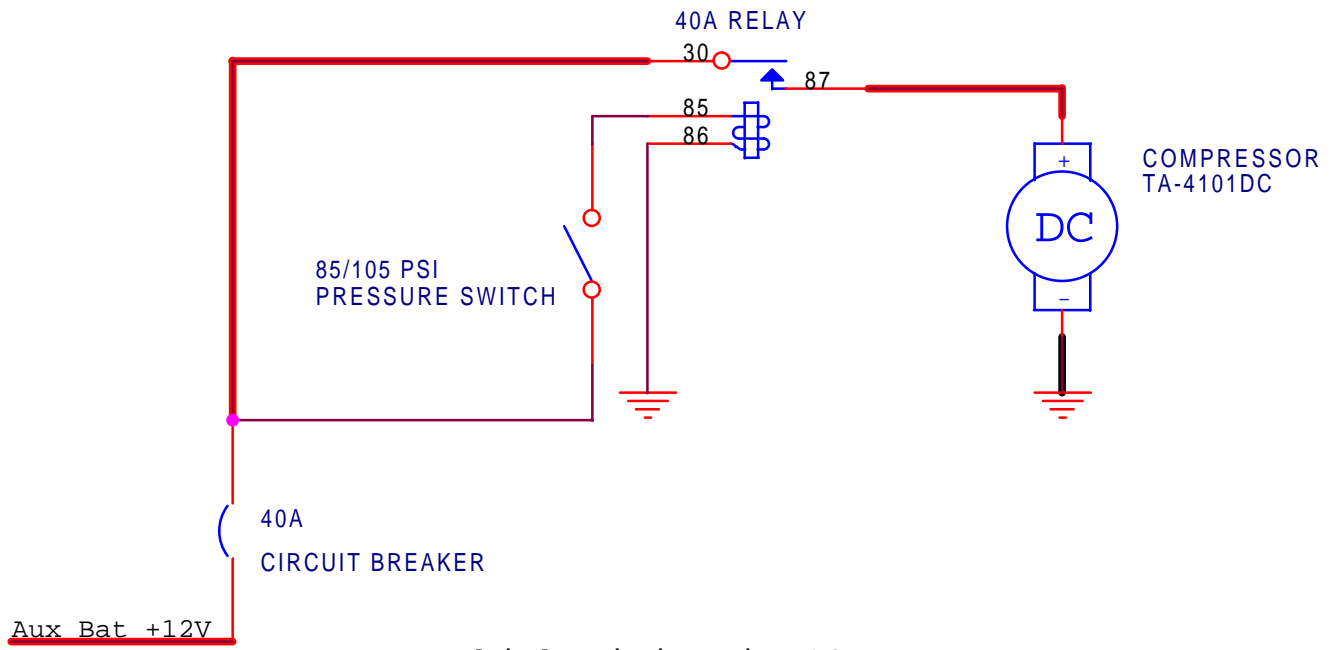 40A RELAY
30
87
85
86
+
COMPRESSOR
TA-4101DC
DC
85/105 PSI
PRESSURE SWITCH
–
40A
CIRCUIT BREAKER
Aux Bat +12V